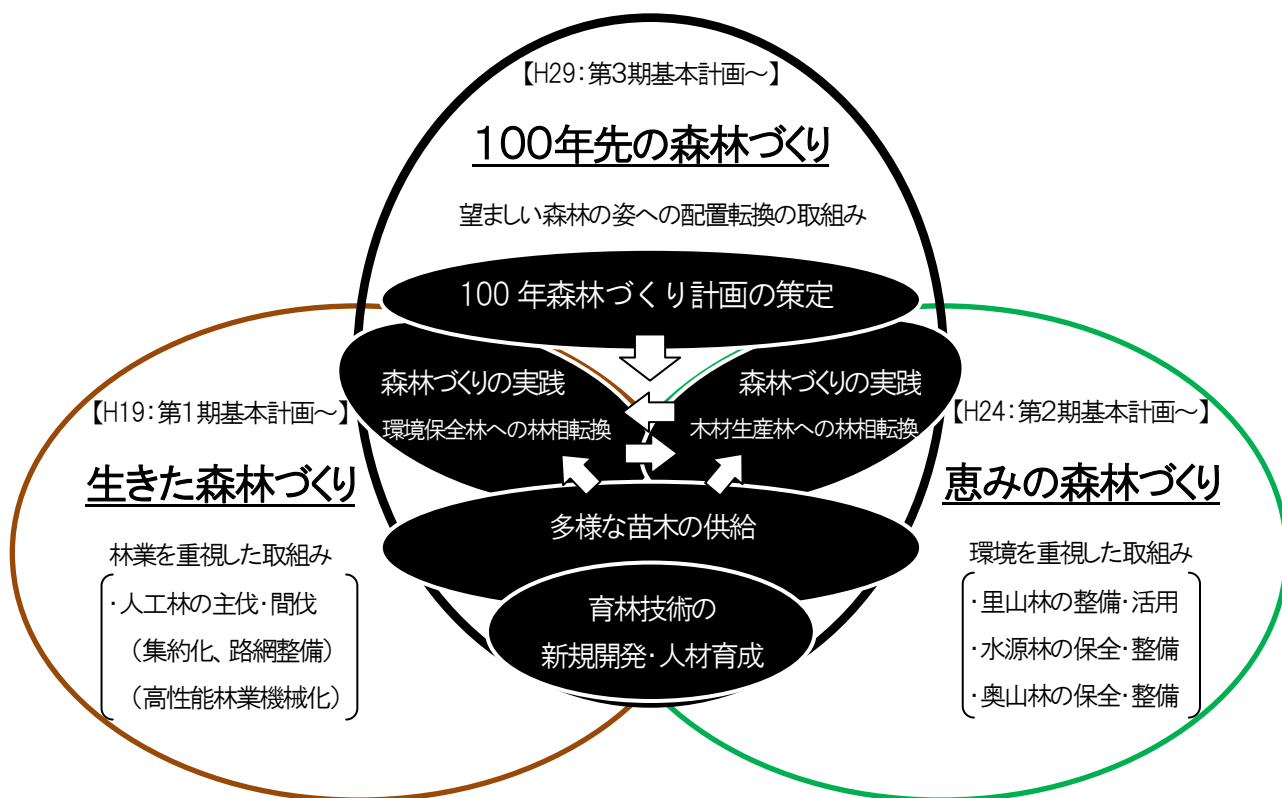 【H29:第3期基本計画~】
100年先の森林づくり
望ましい森林の姿への配置転換の取組み
100 年森林づくり計画の策定
森林づくりの実践
環境保全林への林相転換
森林づくりの実践
木材生産林への林相転換
【H19:第1期基本計画~】
生きた森林づくり
林業を重視した取組み
・人工林の主伐・間伐
(集約化、路網整備)
(高性能林業機械化)
【H24:第2期基本計画~】
恵みの森林づくり
環境を重視した取組み
・里山林の整備・活用
・水源林の保全・整備
・奥山林の保全・整備
多様な苗木の供給
育林技術の
新規開発・人材育成